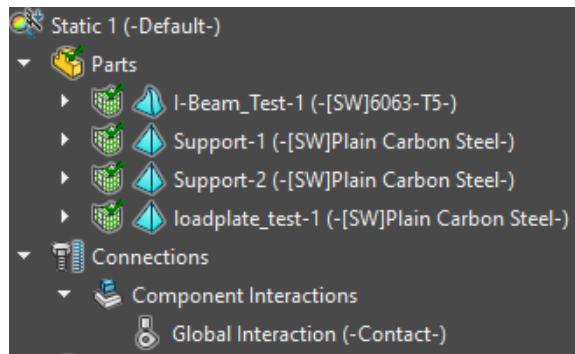 Static 1 (-Default-)
Parts
I-Beam_Test-1 (-[SW]6063-T5-)
Support-1 (-[SW]Plain Carbon Steel-)
Support-2 (-[SW]Plain Carbon Steel-)
loadplate_test-1 (-[SW]Plain Carbon Steel-)
Connections
Component Interactions
Global Interaction (-Contact-)